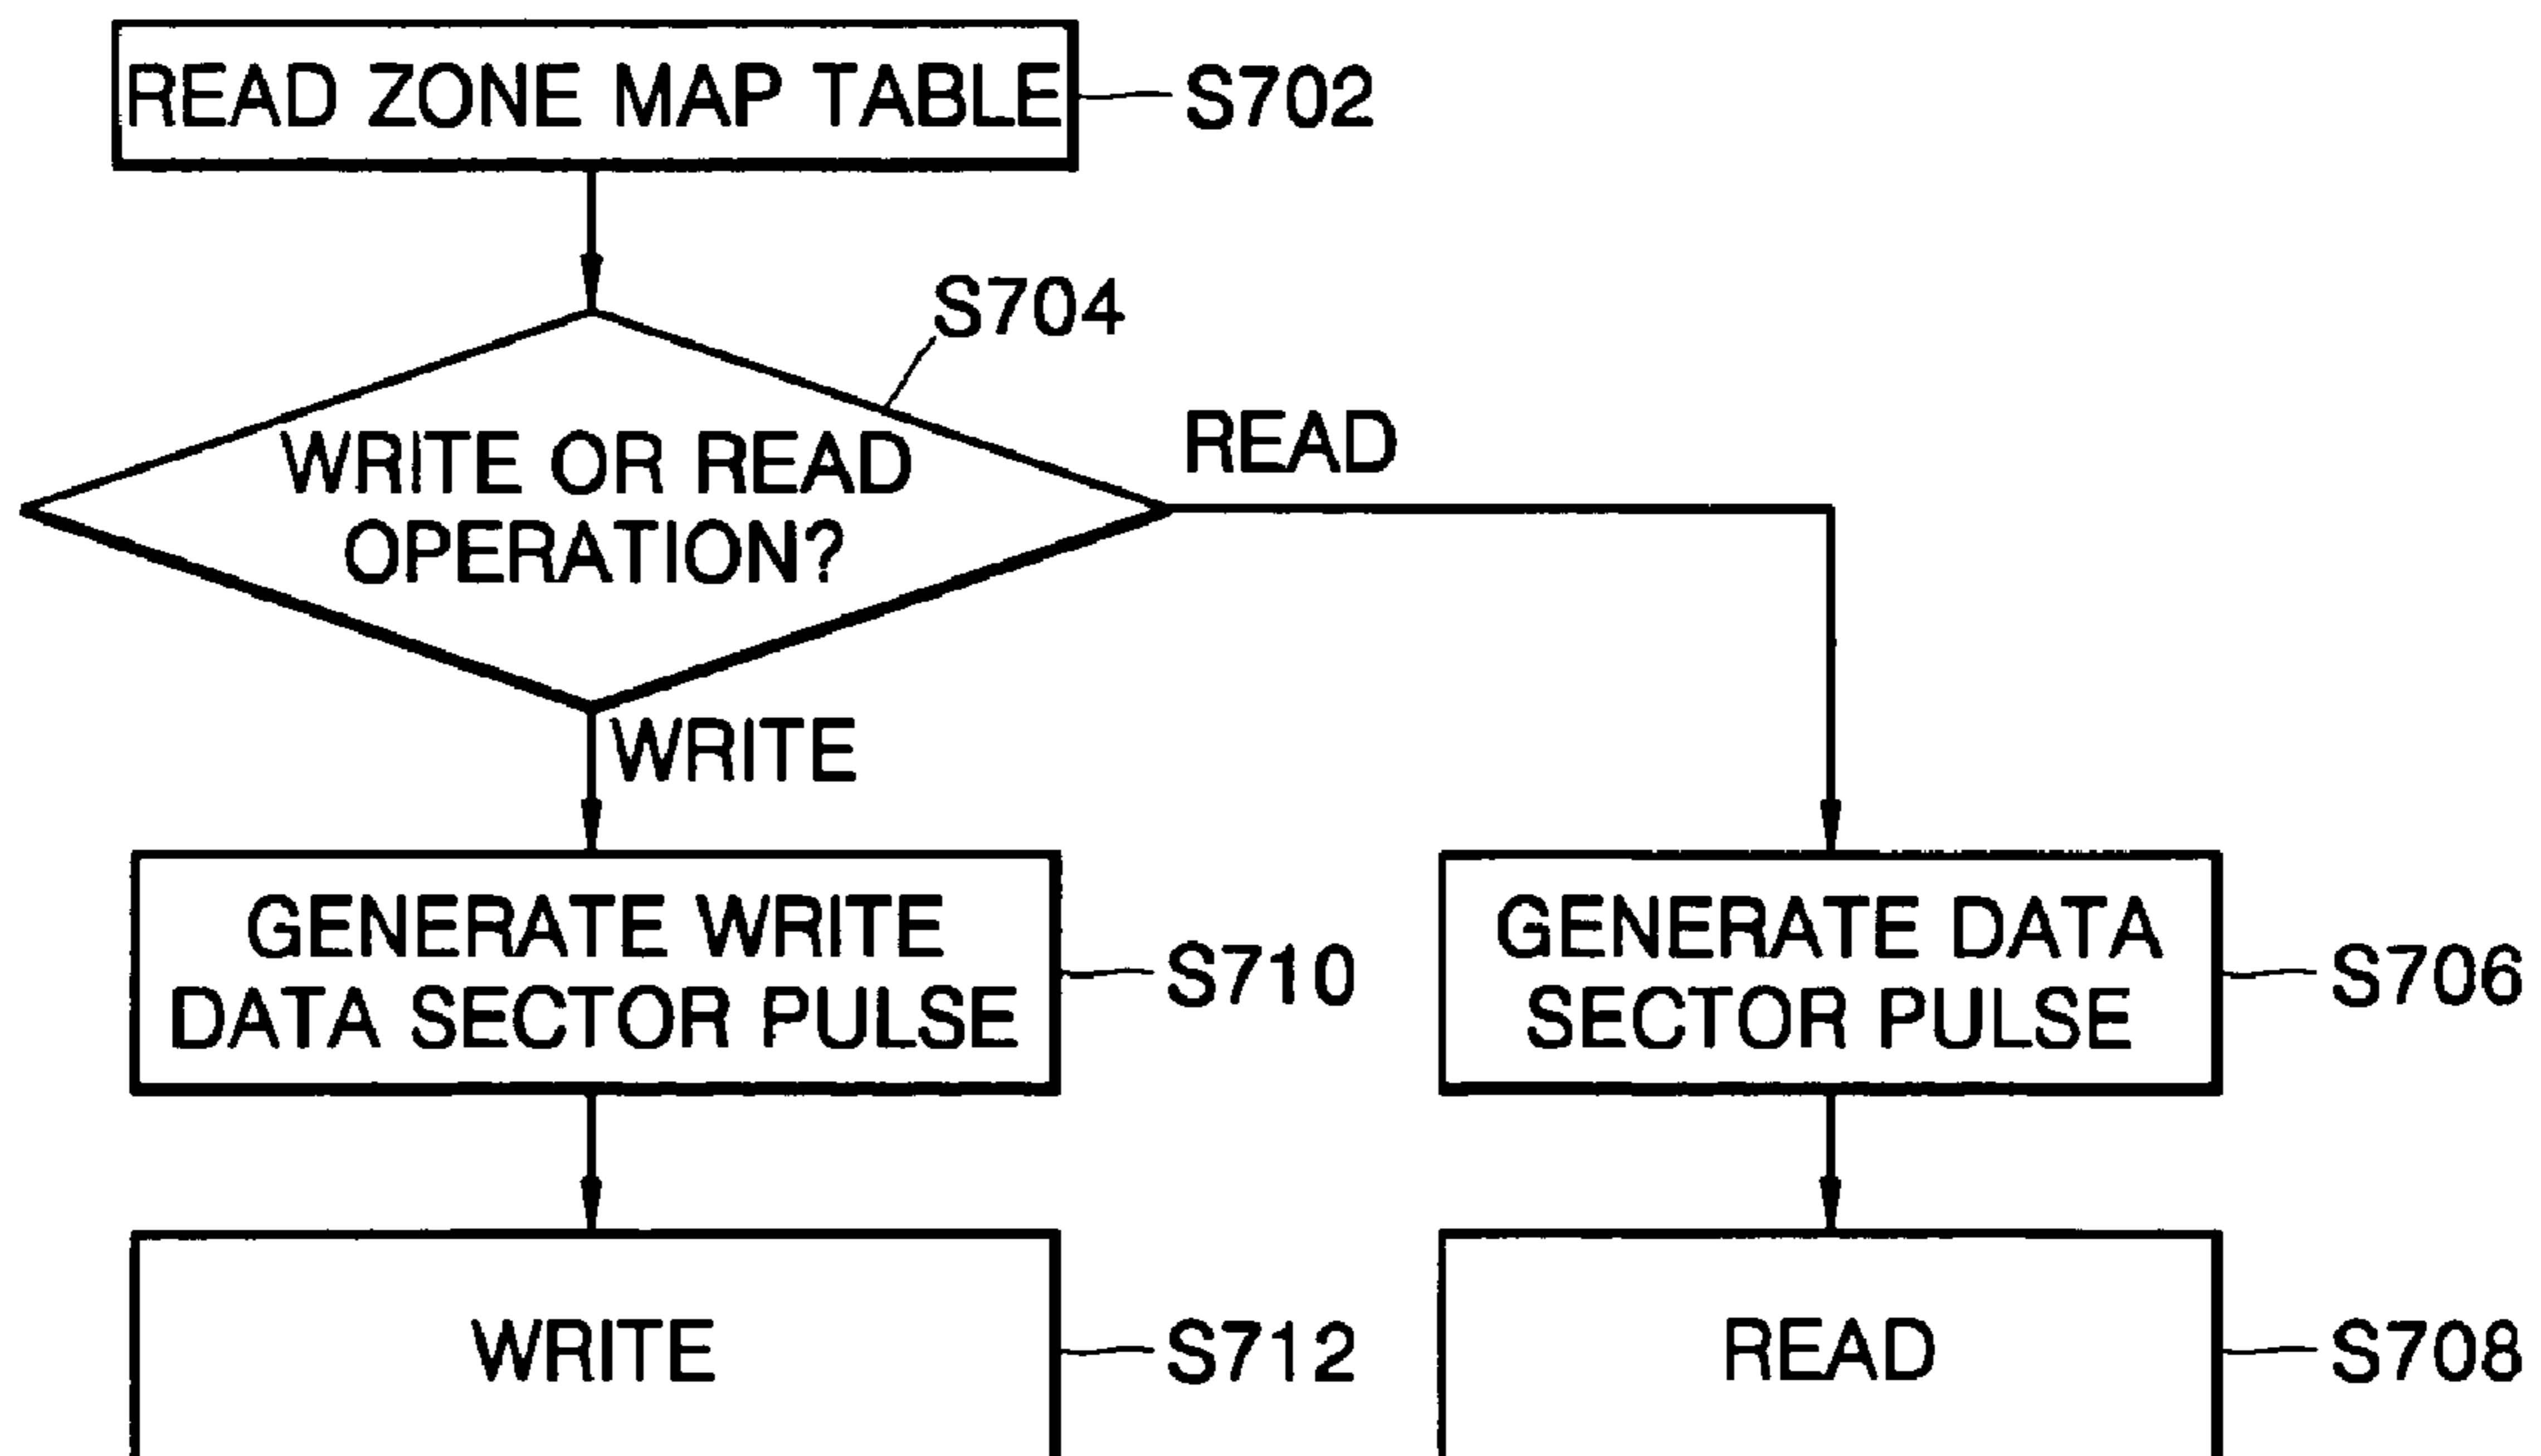 READ ZONE MAP TABLE
S702
S704
WRITE OR READ
OPERATION?
READ
WRITE
GENERATE WRITE
DATA SECTOR PULSE
S710
GENERATE DATA
SECTOR PULSE
S706
WRITE
S712
READ
S708